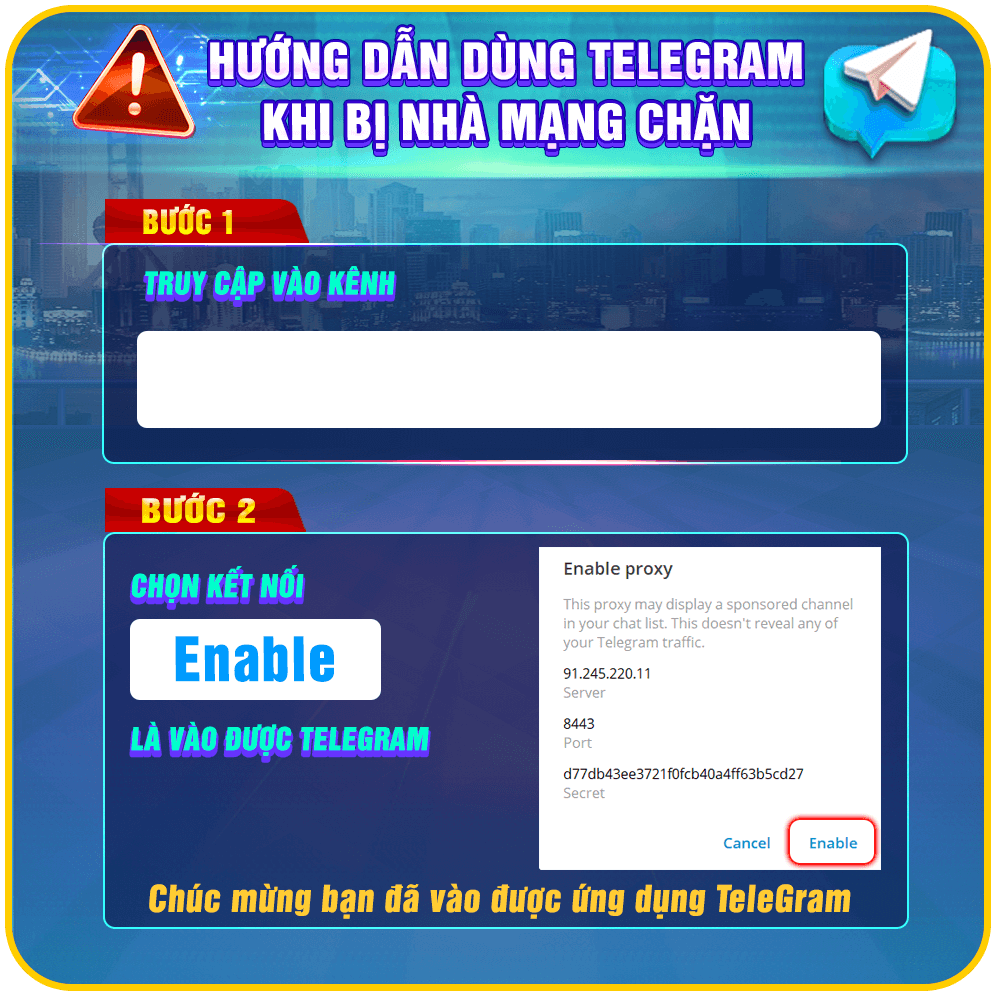 HƯỚNG DẪN DÙNG TELEGRAM
KHI BỊ NHÀ MẠNG CHẶN
BƯỚC 1
TRUY CẬP VÀO KÊNH
BƯỚC 2
CHỌN KẾT NỐI
Enable
LÀ VÀO ĐƯỢC TELEGRAM
Enable proxy
This proxy may display a sponsored channel
in your chat list. This doesn't reveal any of
your Telegram traffic.
91.245.220.11
Server
8443
Port
d77db43ee3721f0fcb40a4ff63b5cd27
Secret
Cancel
Enable
Chúc mừng bạn đã vào được ứng dụng TeleGram